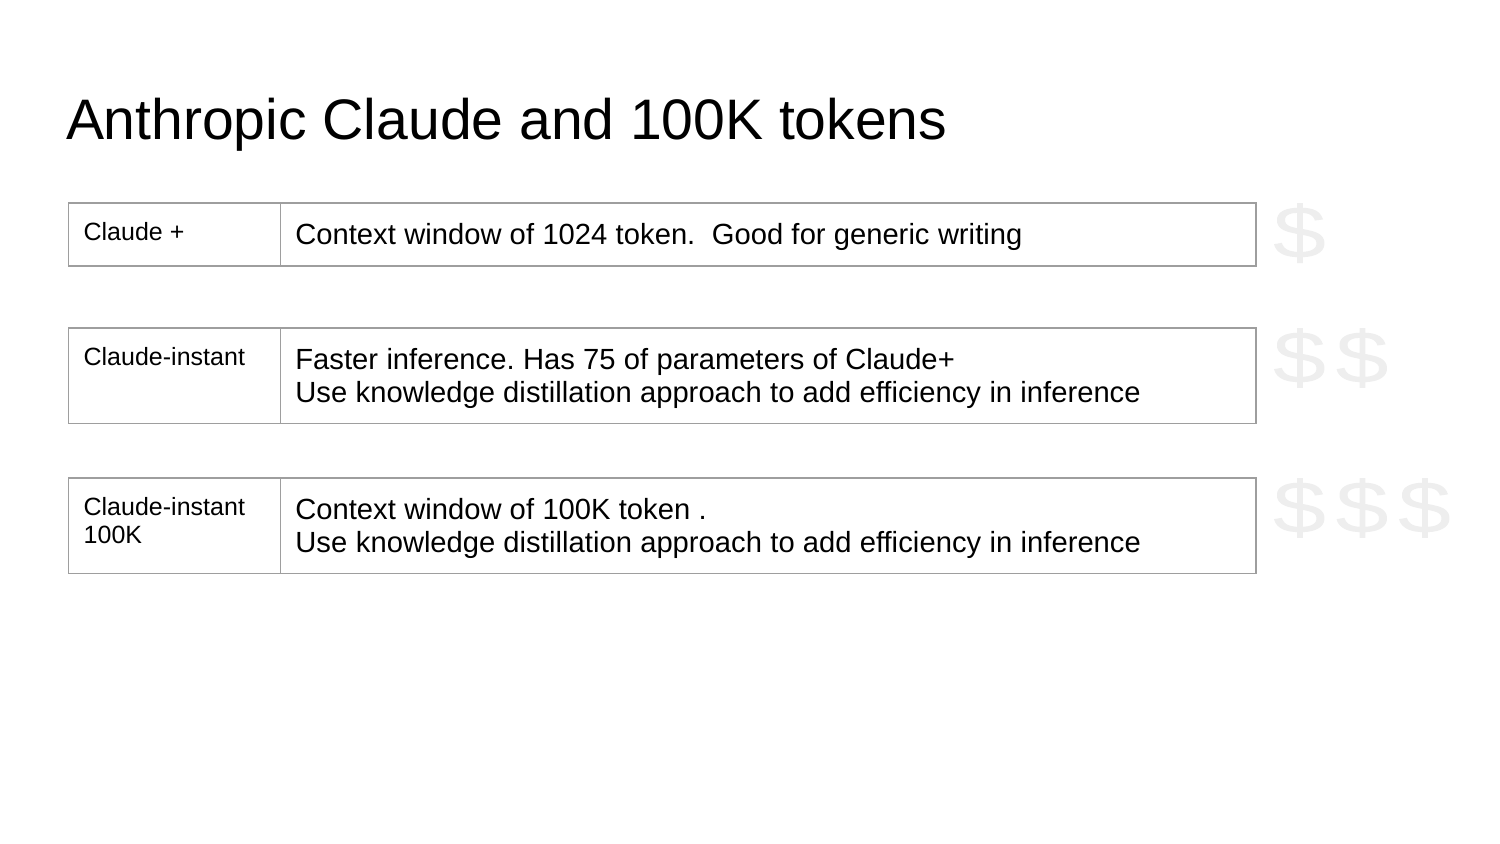 Anthropic Claude and 100K tokens
Claude +
Context window of 1024 token.  Good for generic writing
$
Claude-instant
Faster inference. Has 75 of parameters of Claude+
Use knowledge distillation approach to add efficiency in inference
$$
Claude-instant
100K
Context window of 100K token .
Use knowledge distillation approach to add efficiency in inference
$$$